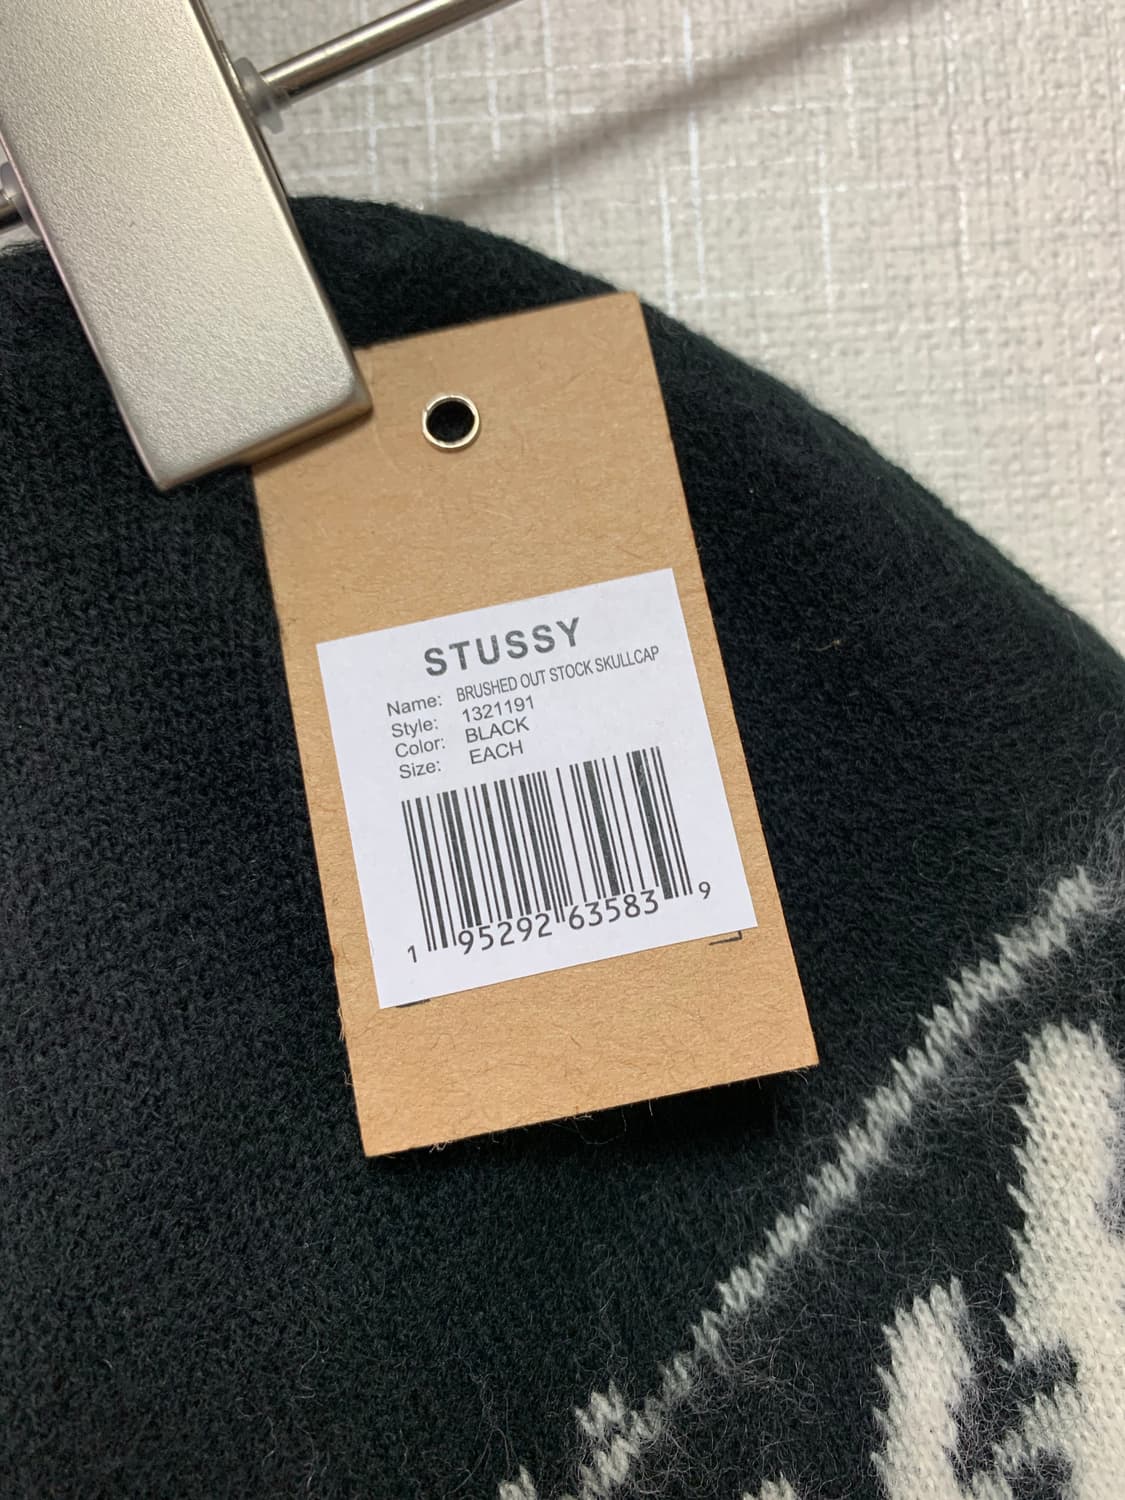 STUSSY
Name: BRUSHED OUT STOCK SKULLCAP
Style: 1321191
Color: BLACK
Size: EACH
1 95292 63583 9